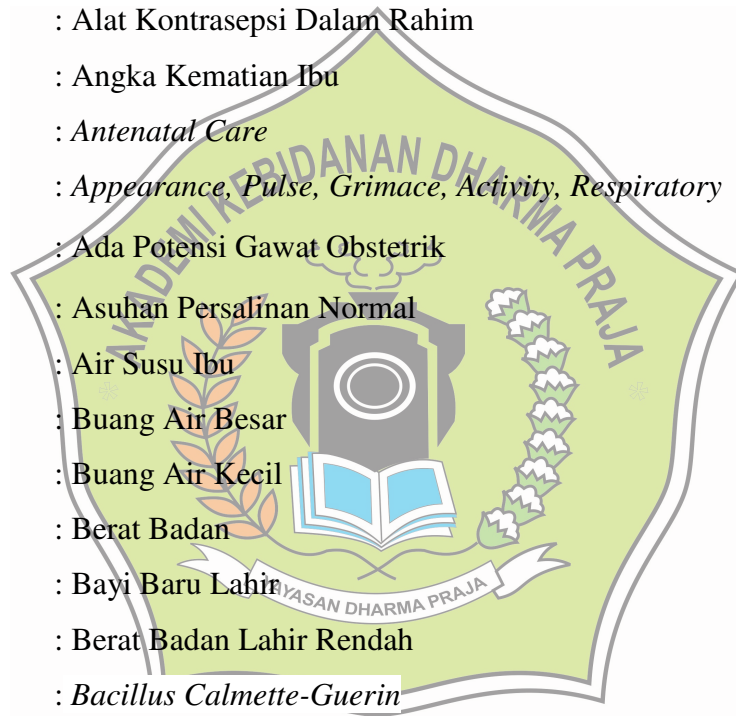 : Alat Kontrasepsi Dalam Rahim
: Angka Kematian Ibu
: Antenatal Care
AKADEMI KEBIDANAN DHARMA PRAJA
: Appearance, Pulse, Grimace, Activity, Respiratory
: Ada Potensi Gawat Obstetrik
: Asuhan Persalinan Normal
: Air Susu Ibu
: Buang Air Besar
: Buang Air Kecil
: Berat Badan
: Bayi Baru Lahir
YAYASAN DHARMA PRAJA
: Berat Badan Lahir Rendah
: Bacillus Calmette-Guerin